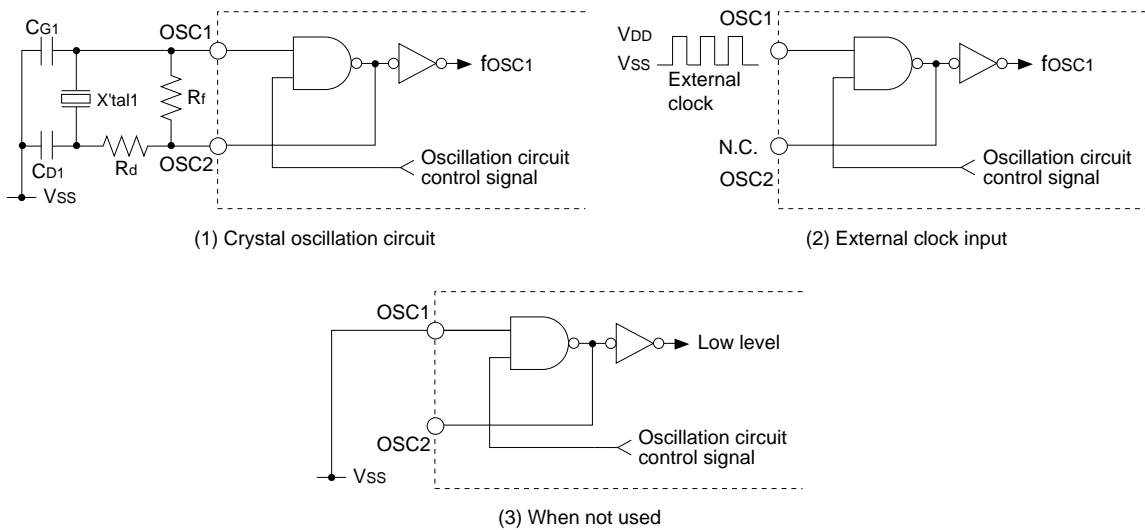 CG1
OSC1
fOSC1
X'tal1
Rf
CD1
Rd
OSC2
Oscillation circuit
control signal
VSS
(1) Crystal oscillation circuit
OSC1
VDD
VSS
External
clock
fOSC1
N.C.
OSC2
Oscillation circuit
control signal
(2) External clock input
OSC1
Low level
OSC2
Oscillation circuit
control signal
VSS
(3) When not used